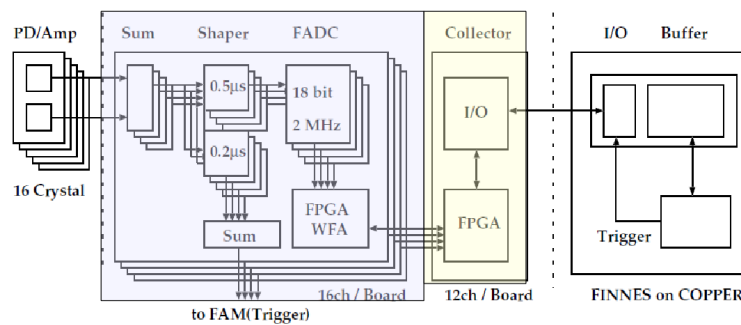 PD/Amp Sum Shaper FADC Collector I/O Buffer
0.5μs
18 bit
2 MHz
I/O
0.2μs
16 Crystal
FPGA
WFA
FPGA
Sum
Trigger
16ch / Board 12ch / Board FINNES on COPPER
to FAM(Trigger)